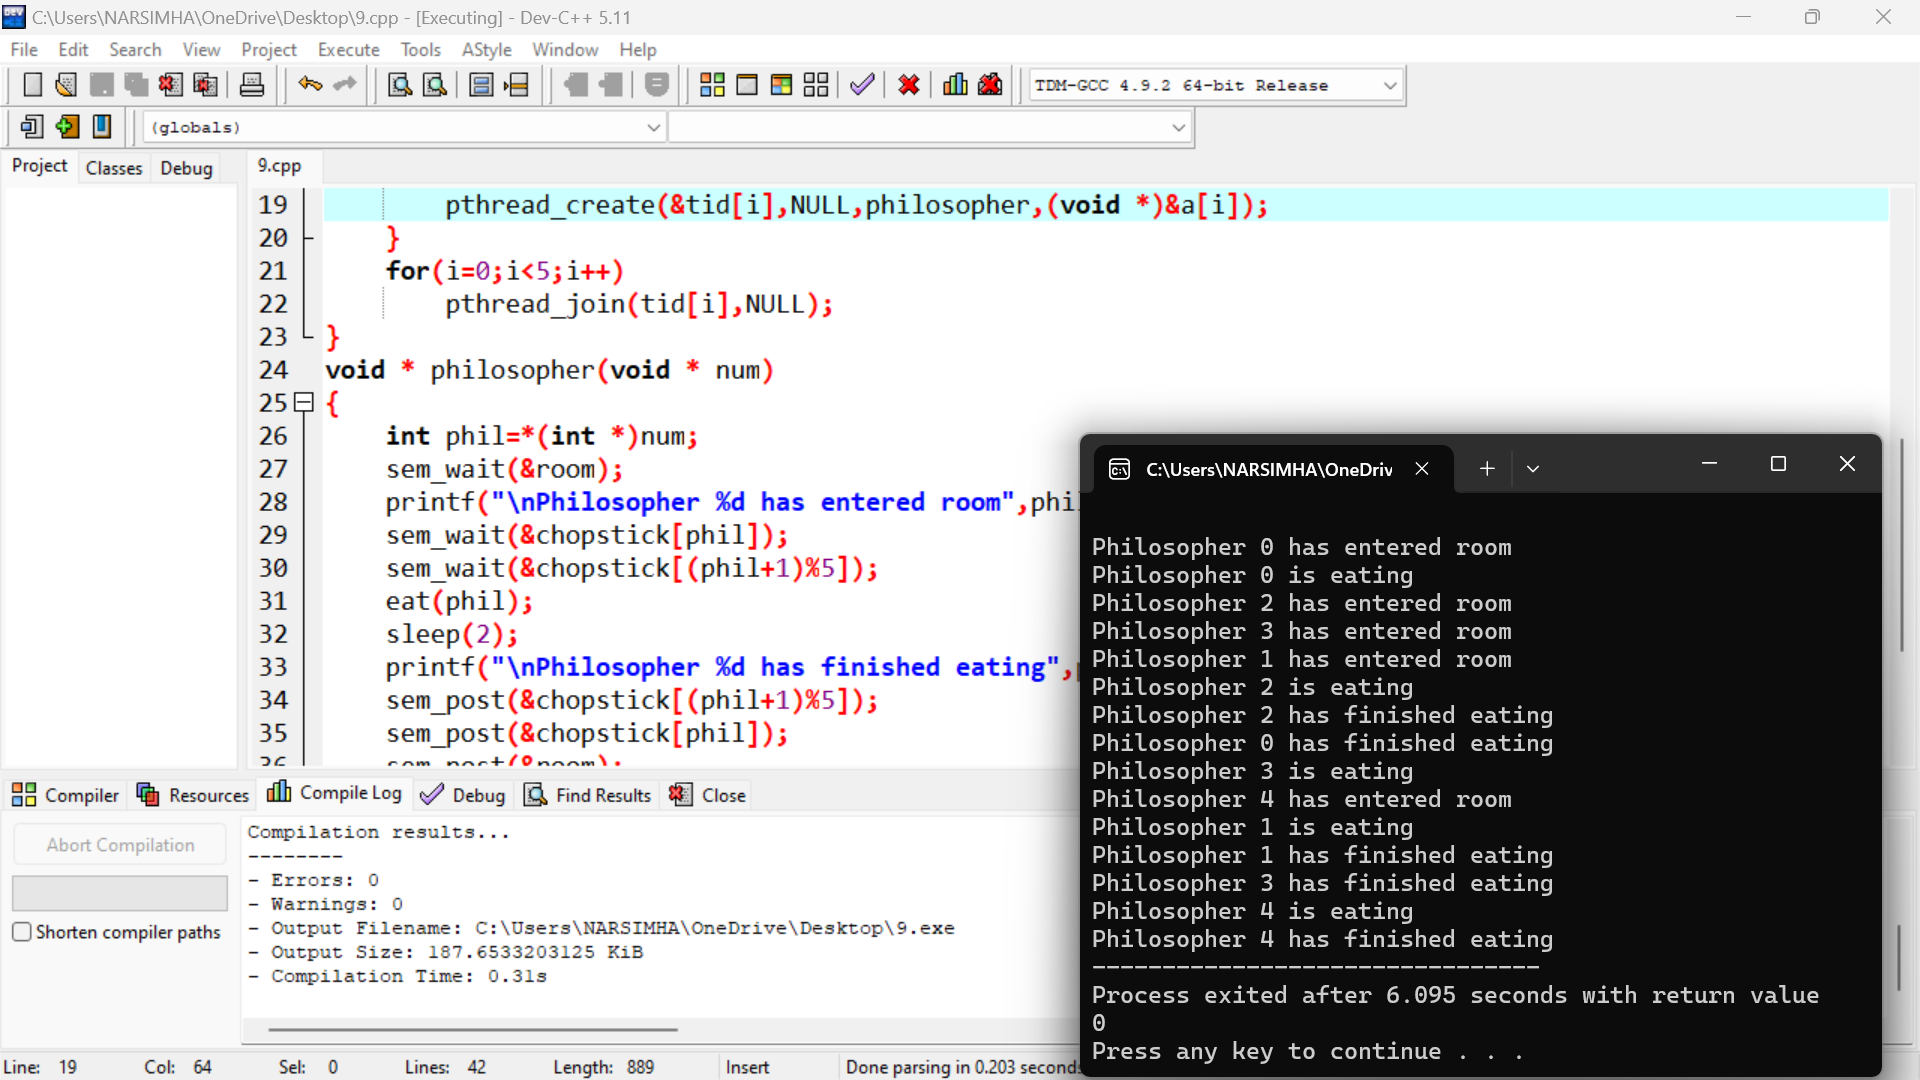 C:\Users\NARSIMHA\OneDrive\Desktop\9.cpp - [Executing] - Dev-C++ 5.11
File Edit Search View Project Execute Tools AStyle Window Help
TDM-GCC 4.9.2 64-bit Release
(globals)
Project Classes Debug
9.cpp
19 pthread_create(&tid[i],NULL,philosopher,(void *)&a[i]);
20 }
21 for(i=0;i<5;i++)
22 pthread_join(tid[i],NULL);
23 }
24 void * philosopher(void * num)
25 {
26 int phil=*(int *)num;
27 sem_wait(&room);
28 printf("\nPhilosopher %d has entered room",phil
29 sem_wait(&chopstick[phil]);
30 sem_wait(&chopstick[(phil+1)%5]);
31 eat(phil);
32 sleep(2);
33 printf("\nPhilosopher %d has finished eating",
34 sem_post(&chopstick[(phil+1)%5]);
35 sem_post(&chopstick[phil]);
36 sem_post(&room);
C:\Users\NARSIMHA\OneDriv
Philosopher 0 has entered room
Philosopher 0 is eating
Philosopher 2 has entered room
Philosopher 3 has entered room
Philosopher 1 has entered room
Philosopher 2 is eating
Philosopher 2 has finished eating
Philosopher 0 has finished eating
Philosopher 3 is eating
Philosopher 4 has entered room
Philosopher 1 is eating
Philosopher 1 has finished eating
Philosopher 3 has finished eating
Philosopher 4 is eating
Philosopher 4 has finished eating
--------------------------------
Process exited after 6.095 seconds with return value
0
Press any key to continue . . .
Compiler Resources Compile Log Debug Find Results Close
Abort Compilation
Shorten compiler paths
Compilation results...
--------
- Errors: 0
- Warnings: 0
- Output Filename: C:\Users\NARSIMHA\OneDrive\Desktop\9.exe
- Output Size: 187.6533203125 KiB
- Compilation Time: 0.31s
Line: 19 Col: 64 Sel: 0 Lines: 42 Length: 889 Insert Done parsing in 0.203 seconds